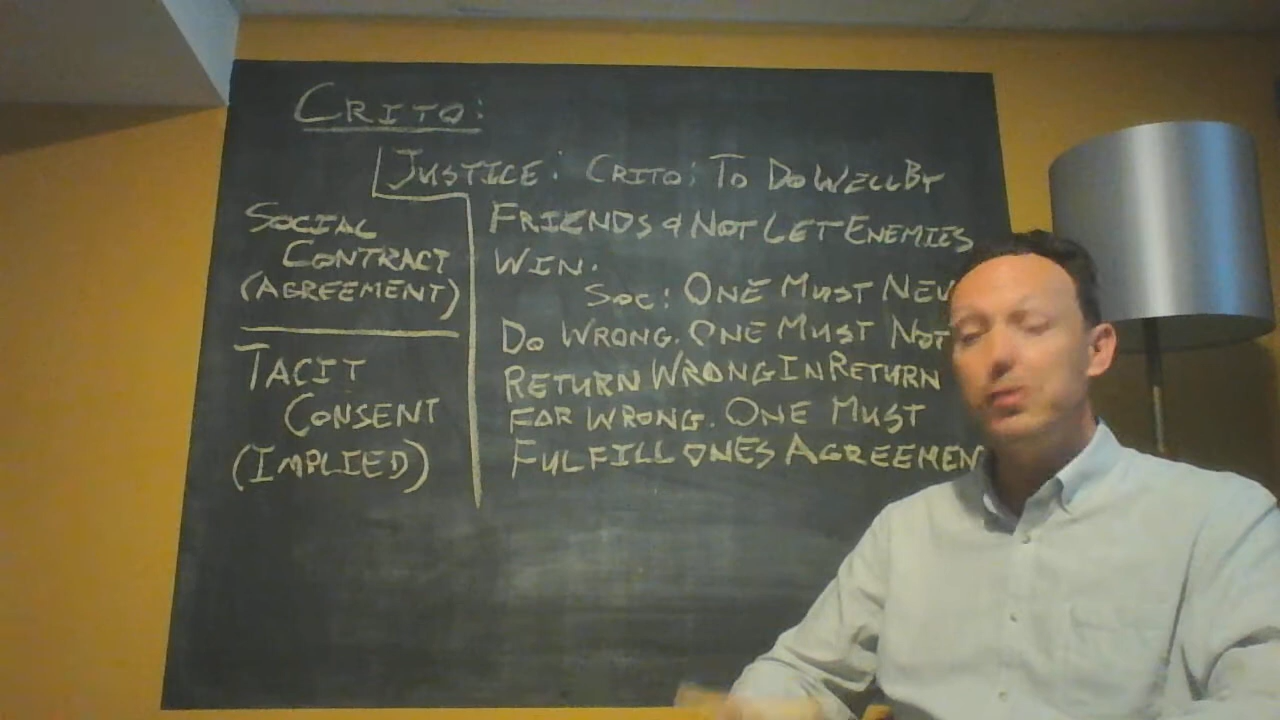 CRITO:
JUSTICE: CRITO: TO DO WELL BY
FRIENDS & NOT LET ENEMIES
WIN.
SOC: ONE MUST NEV
DO WRONG. ONE MUST NOT
RETURN WRONG IN RETURN
FOR WRONG. ONE MUST
FULFILL ONES AGREEMEN
SOCIAL
CONTRACT
(AGREEMENT)
TACIT
CONSENT
(IMPLIED)